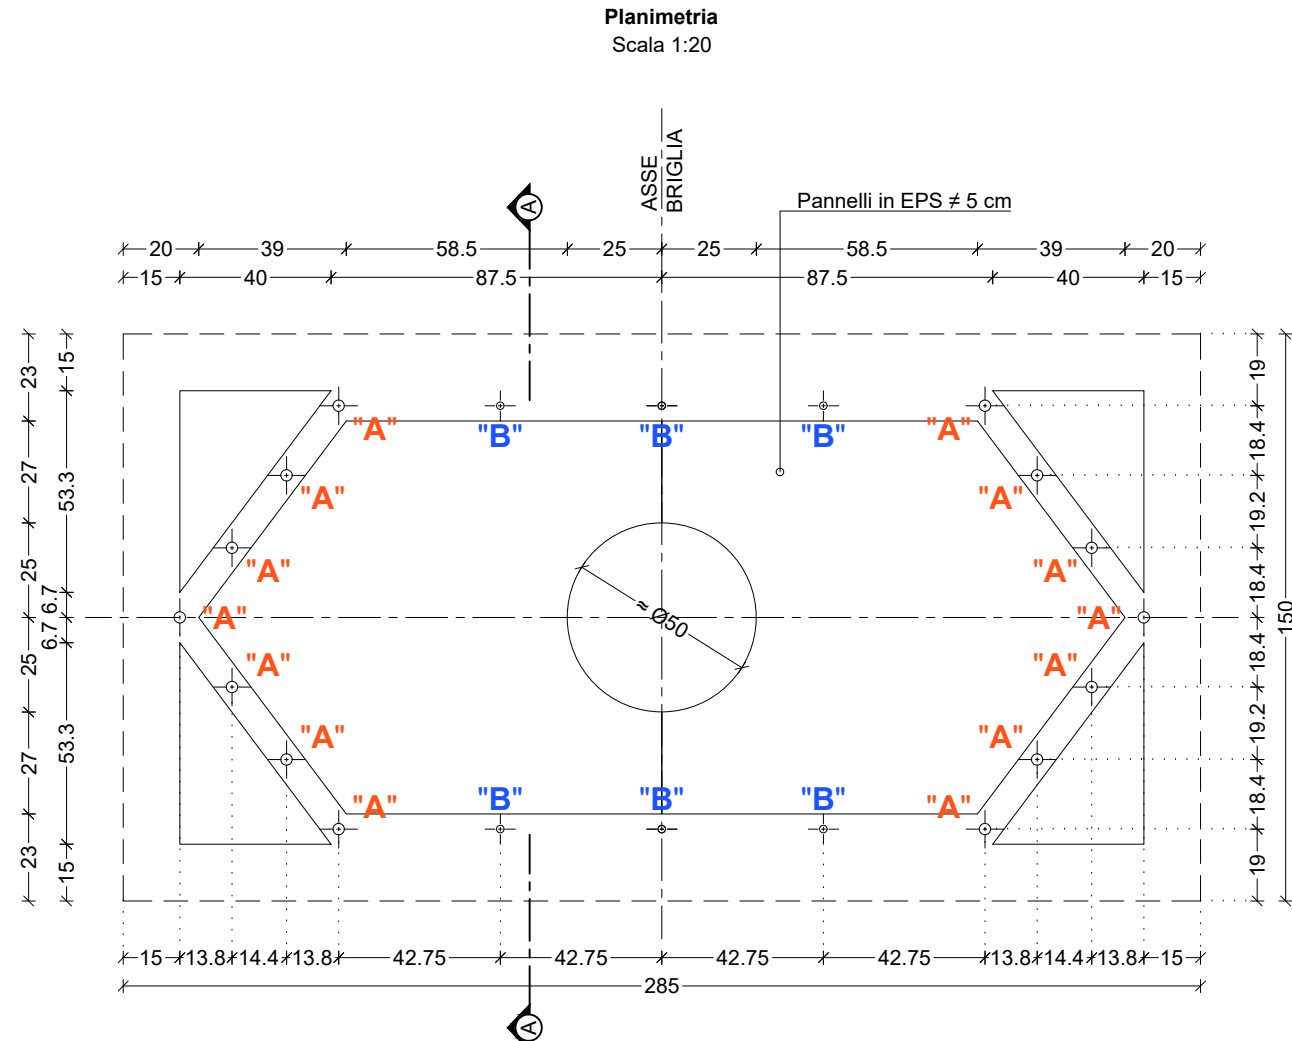 Planimetria
Scala 1:20
ASSE
BRIGLIA
A
Pannelli in EPS ≠ 5 cm
20 39 58.5 25 25 58.5 39 20
15 40 87.5 87.5 40 15
23 27 25 25 27 23
15 53.3 6.7 6.7 53.3 15
"A" "B" "B" "B" "A"
"A" "A"
"A" "A"
"A" "A"
≈ Ø50
"A" "A"
"A" "A"
"A" "B" "B" "B" "A"
19 18.4 19.2 18.4 18.4 19.2 18.4 19
150
15 13.8 14.4 13.8 42.75 42.75 42.75 42.75 13.8 14.4 13.8 15
285
A